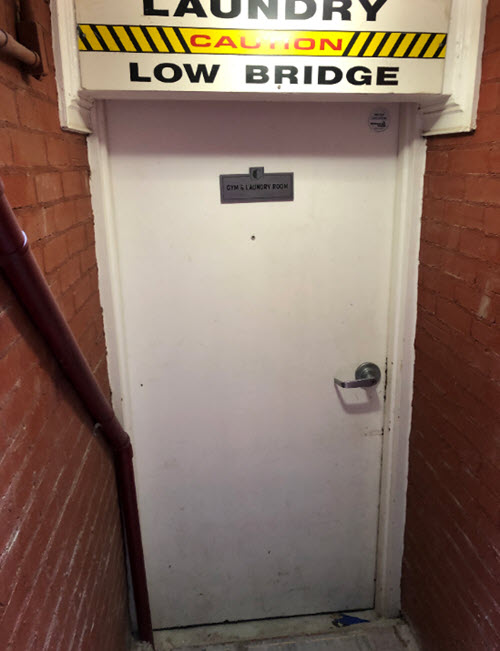 LAUNDRY
CAUTION
LOW BRIDGE
GYM & LAUNDRY ROOM